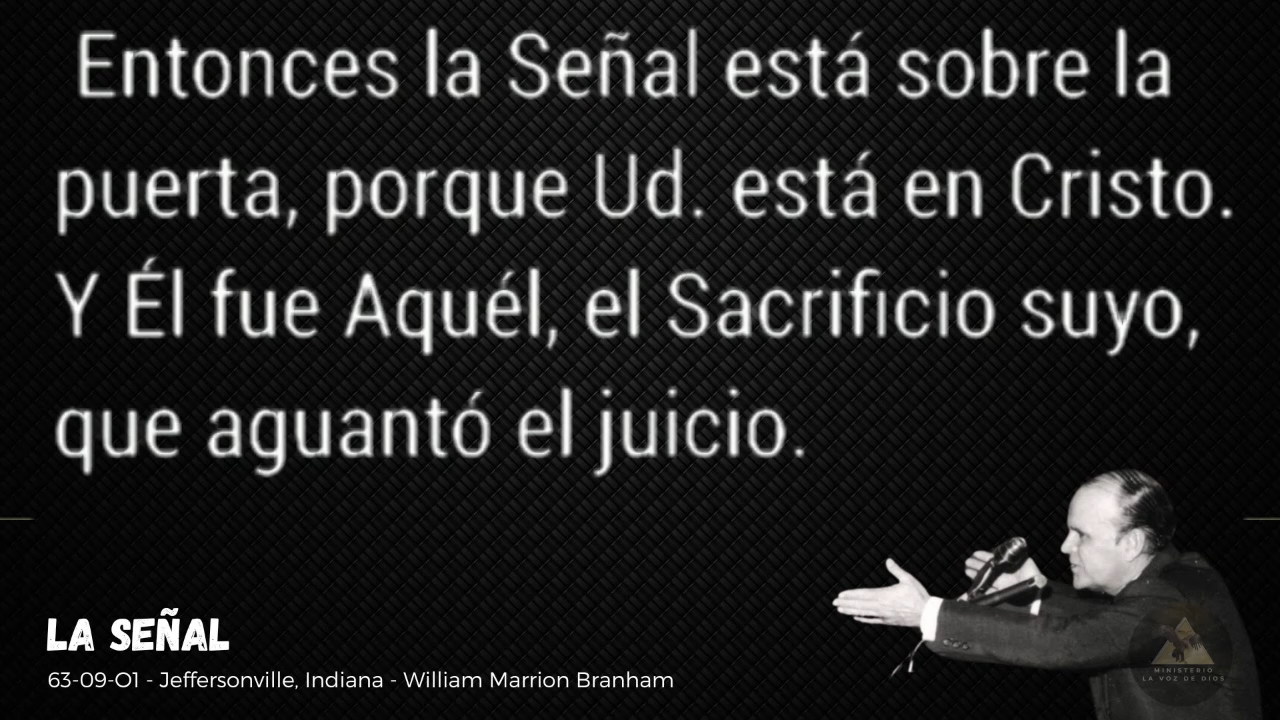 Entonces la Señal está sobre la
puerta, porque Ud. está en Cristo.
Y Él fue Aquél, el Sacrificio suyo,
que aguantó el juicio.
LA SEÑAL
63-09-O1 - Jeffersonville, Indiana - William Marrion Branham
MINISTERIO
LA VOZ DE DIOS